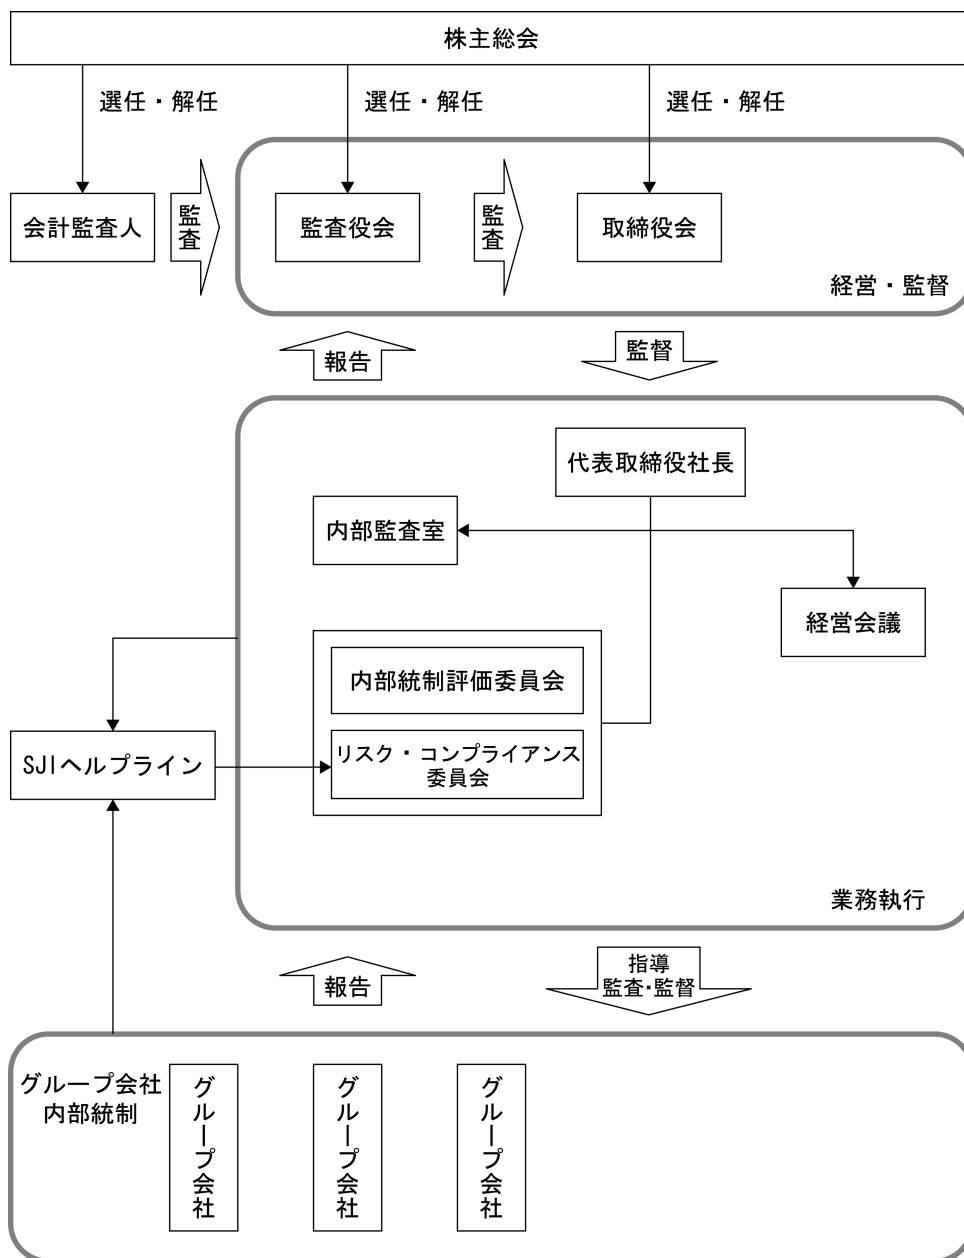 株主総会
選任・解任
選任・解任
選任・解任
会計監査人
監査
監査役会
監査
取締役会
経営・監督
報告
監督
代表取締役社長
内部監査室
経営会議
内部統制評価委員会
SJIヘルプライン
リスク・コンプライアンス
委員会
業務執行
報告
指導
監査・監督
グループ会社
内部統制
グループ会社
グループ会社
グループ会社